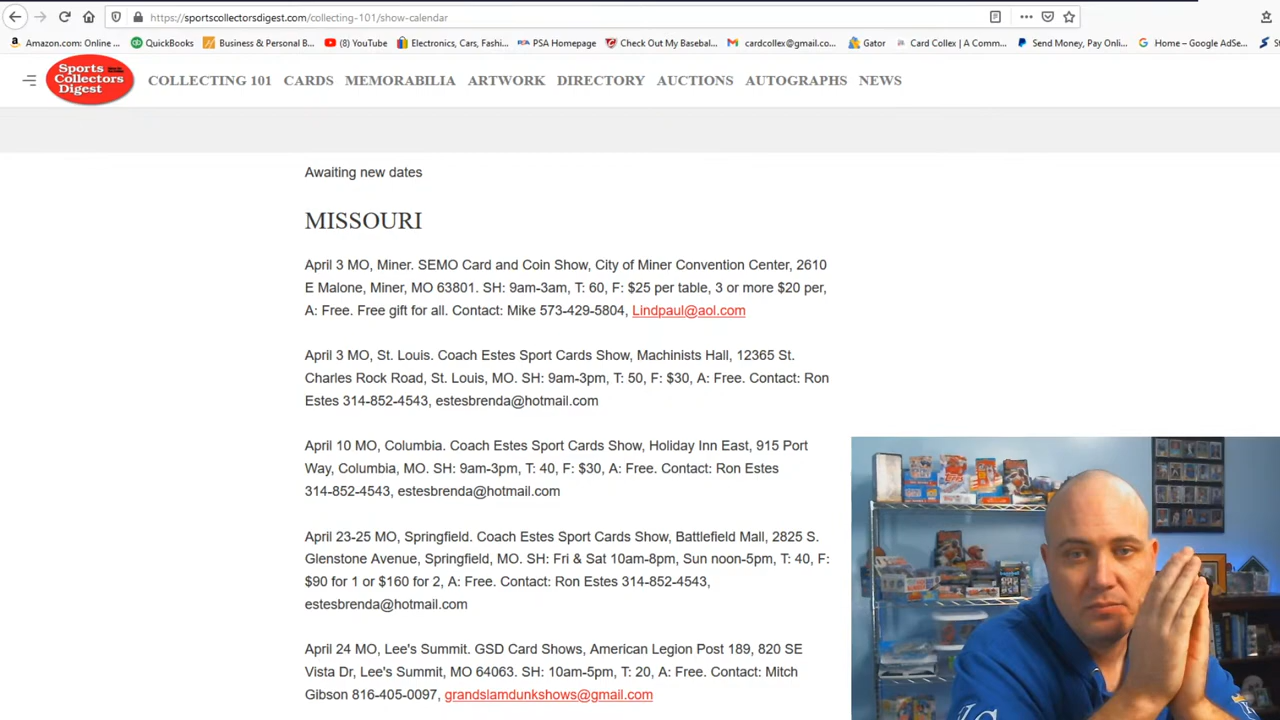 https://sportscollectorsdigest.com/collecting-101/show-calendar
Amazon.com: Online ... QuickBooks Business & Personal B... (8) YouTube Electronics, Cars, Fashi... PSA Homepage Check Out My Basebal... cardcollex@gmail.co... Gator Card Collex | A Comm... Send Money, Pay Onli... Home – Google AdSe...
Sports Collectors Digest
COLLECTING 101 CARDS MEMORABILIA ARTWORK DIRECTORY AUCTIONS AUTOGRAPHS NEWS
Awaiting new dates
MISSOURI
April 3 MO, Miner. SEMO Card and Coin Show, City of Miner Convention Center, 2610
E Malone, Miner, MO 63801. SH: 9am-3am, T: 60, F: $25 per table, 3 or more $20 per,
A: Free. Free gift for all. Contact: Mike 573-429-5804, Lindpaul@aol.com
April 3 MO, St. Louis. Coach Estes Sport Cards Show, Machinists Hall, 12365 St.
Charles Rock Road, St. Louis, MO. SH: 9am-3pm, T: 50, F: $30, A: Free. Contact: Ron
Estes 314-852-4543, estesbrenda@hotmail.com
April 10 MO, Columbia. Coach Estes Sport Cards Show, Holiday Inn East, 915 Port
Way, Columbia, MO. SH: 9am-3pm, T: 40, F: $30, A: Free. Contact: Ron Estes
314-852-4543, estesbrenda@hotmail.com
April 23-25 MO, Springfield. Coach Estes Sport Cards Show, Battlefield Mall, 2825 S.
Glenstone Avenue, Springfield, MO. SH: Fri & Sat 10am-8pm, Sun noon-5pm, T: 40, F:
$90 for 1 or $160 for 2, A: Free. Contact: Ron Estes 314-852-4543,
estesbrenda@hotmail.com
April 24 MO, Lee's Summit. GSD Card Shows, American Legion Post 189, 820 SE
Vista Dr, Lee's Summit, MO 64063. SH: 10am-5pm, T: 20, A: Free. Contact: Mitch
Gibson 816-405-0097, grandslamdunkshows@gmail.com